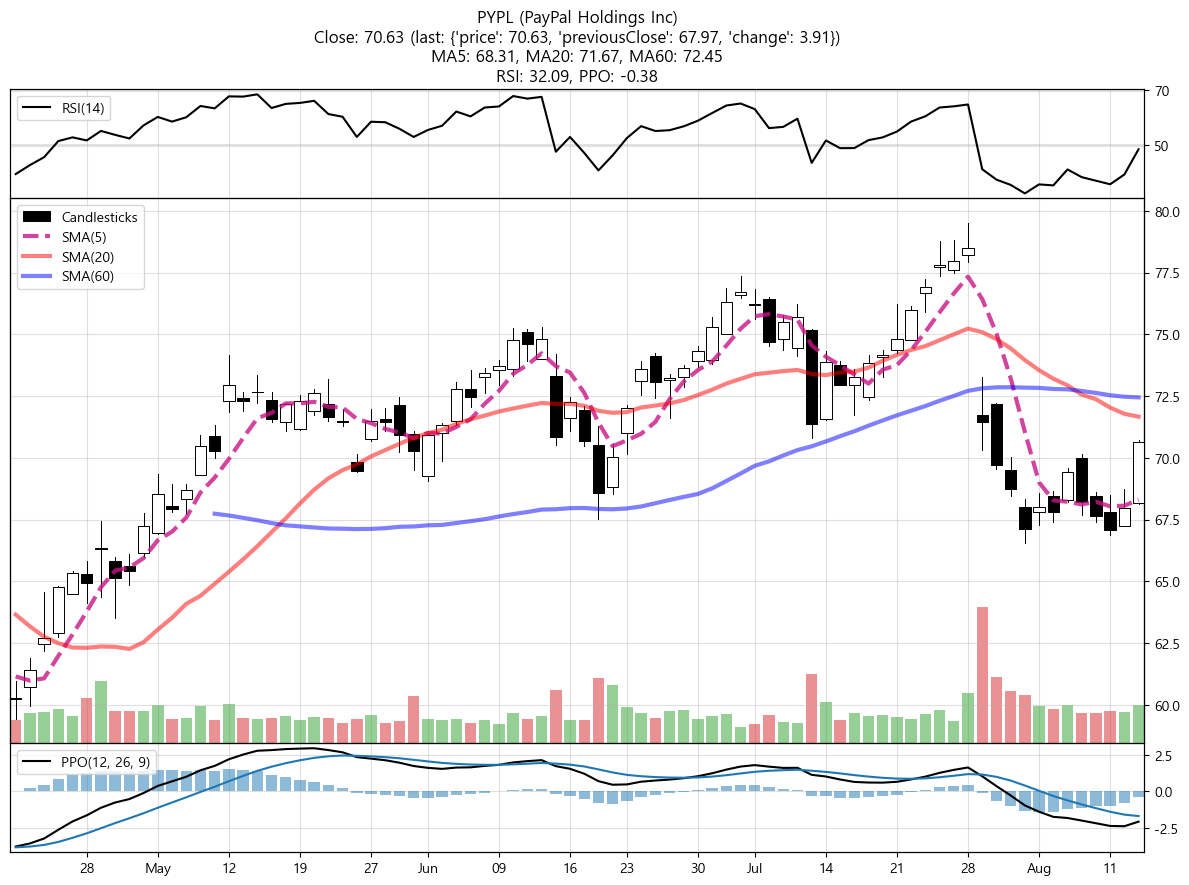 PYPL (PayPal Holdings Inc)
Close: 70.63 (last: {'price': 70.63, 'previousClose': 67.97, 'change': 3.91})
MA5: 68.31, MA20: 71.67, MA60: 72.45
RSI: 32.09, PPO: -0.38
RSI(14)
70
50
Candlesticks
SMA(5)
SMA(20)
SMA(60)
80.0
77.5
75.0
72.5
70.0
67.5
65.0
62.5
60.0
PPO(12, 26, 9)
2.5
0.0
-2.5
28 May 12 19 27 Jun 09 16 23 30 Jul 14 21 28 Aug 11